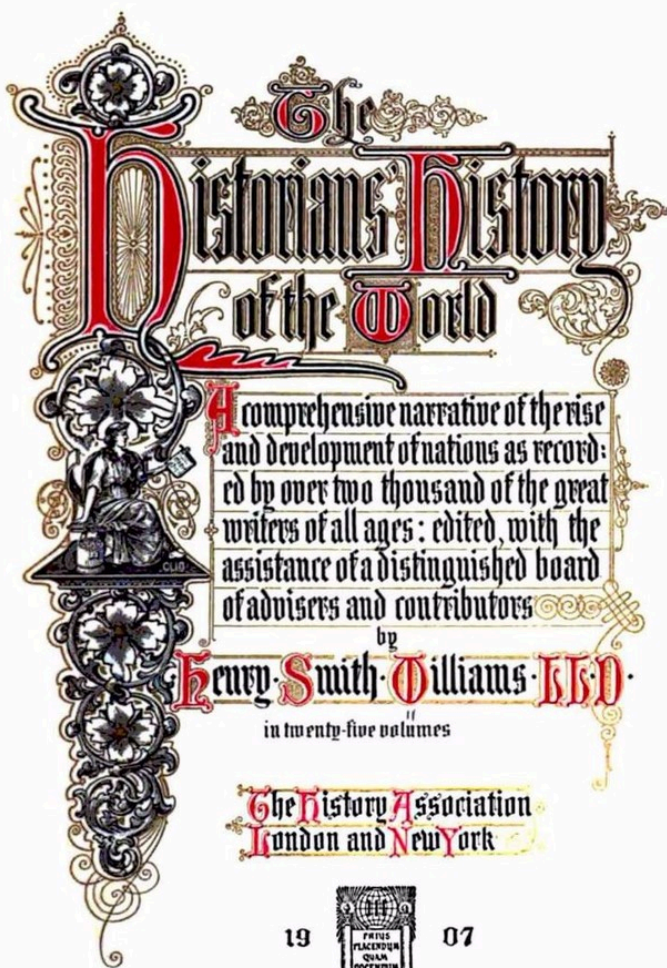 The
Historians' History
of the World
A comprehensive narrative of the rise
and development of nations as record:
ed by over two thousand of the great
writers of all ages: edited, with the
assistance of a distinguished board
of advisers and contributors
by
Henry · Smith · Williams · LL·D·
in twenty-five volumes
CLIO
The History Association
London and New York
19 07
PRIUS
PLACENDUM
QUAM
DOCENDUM